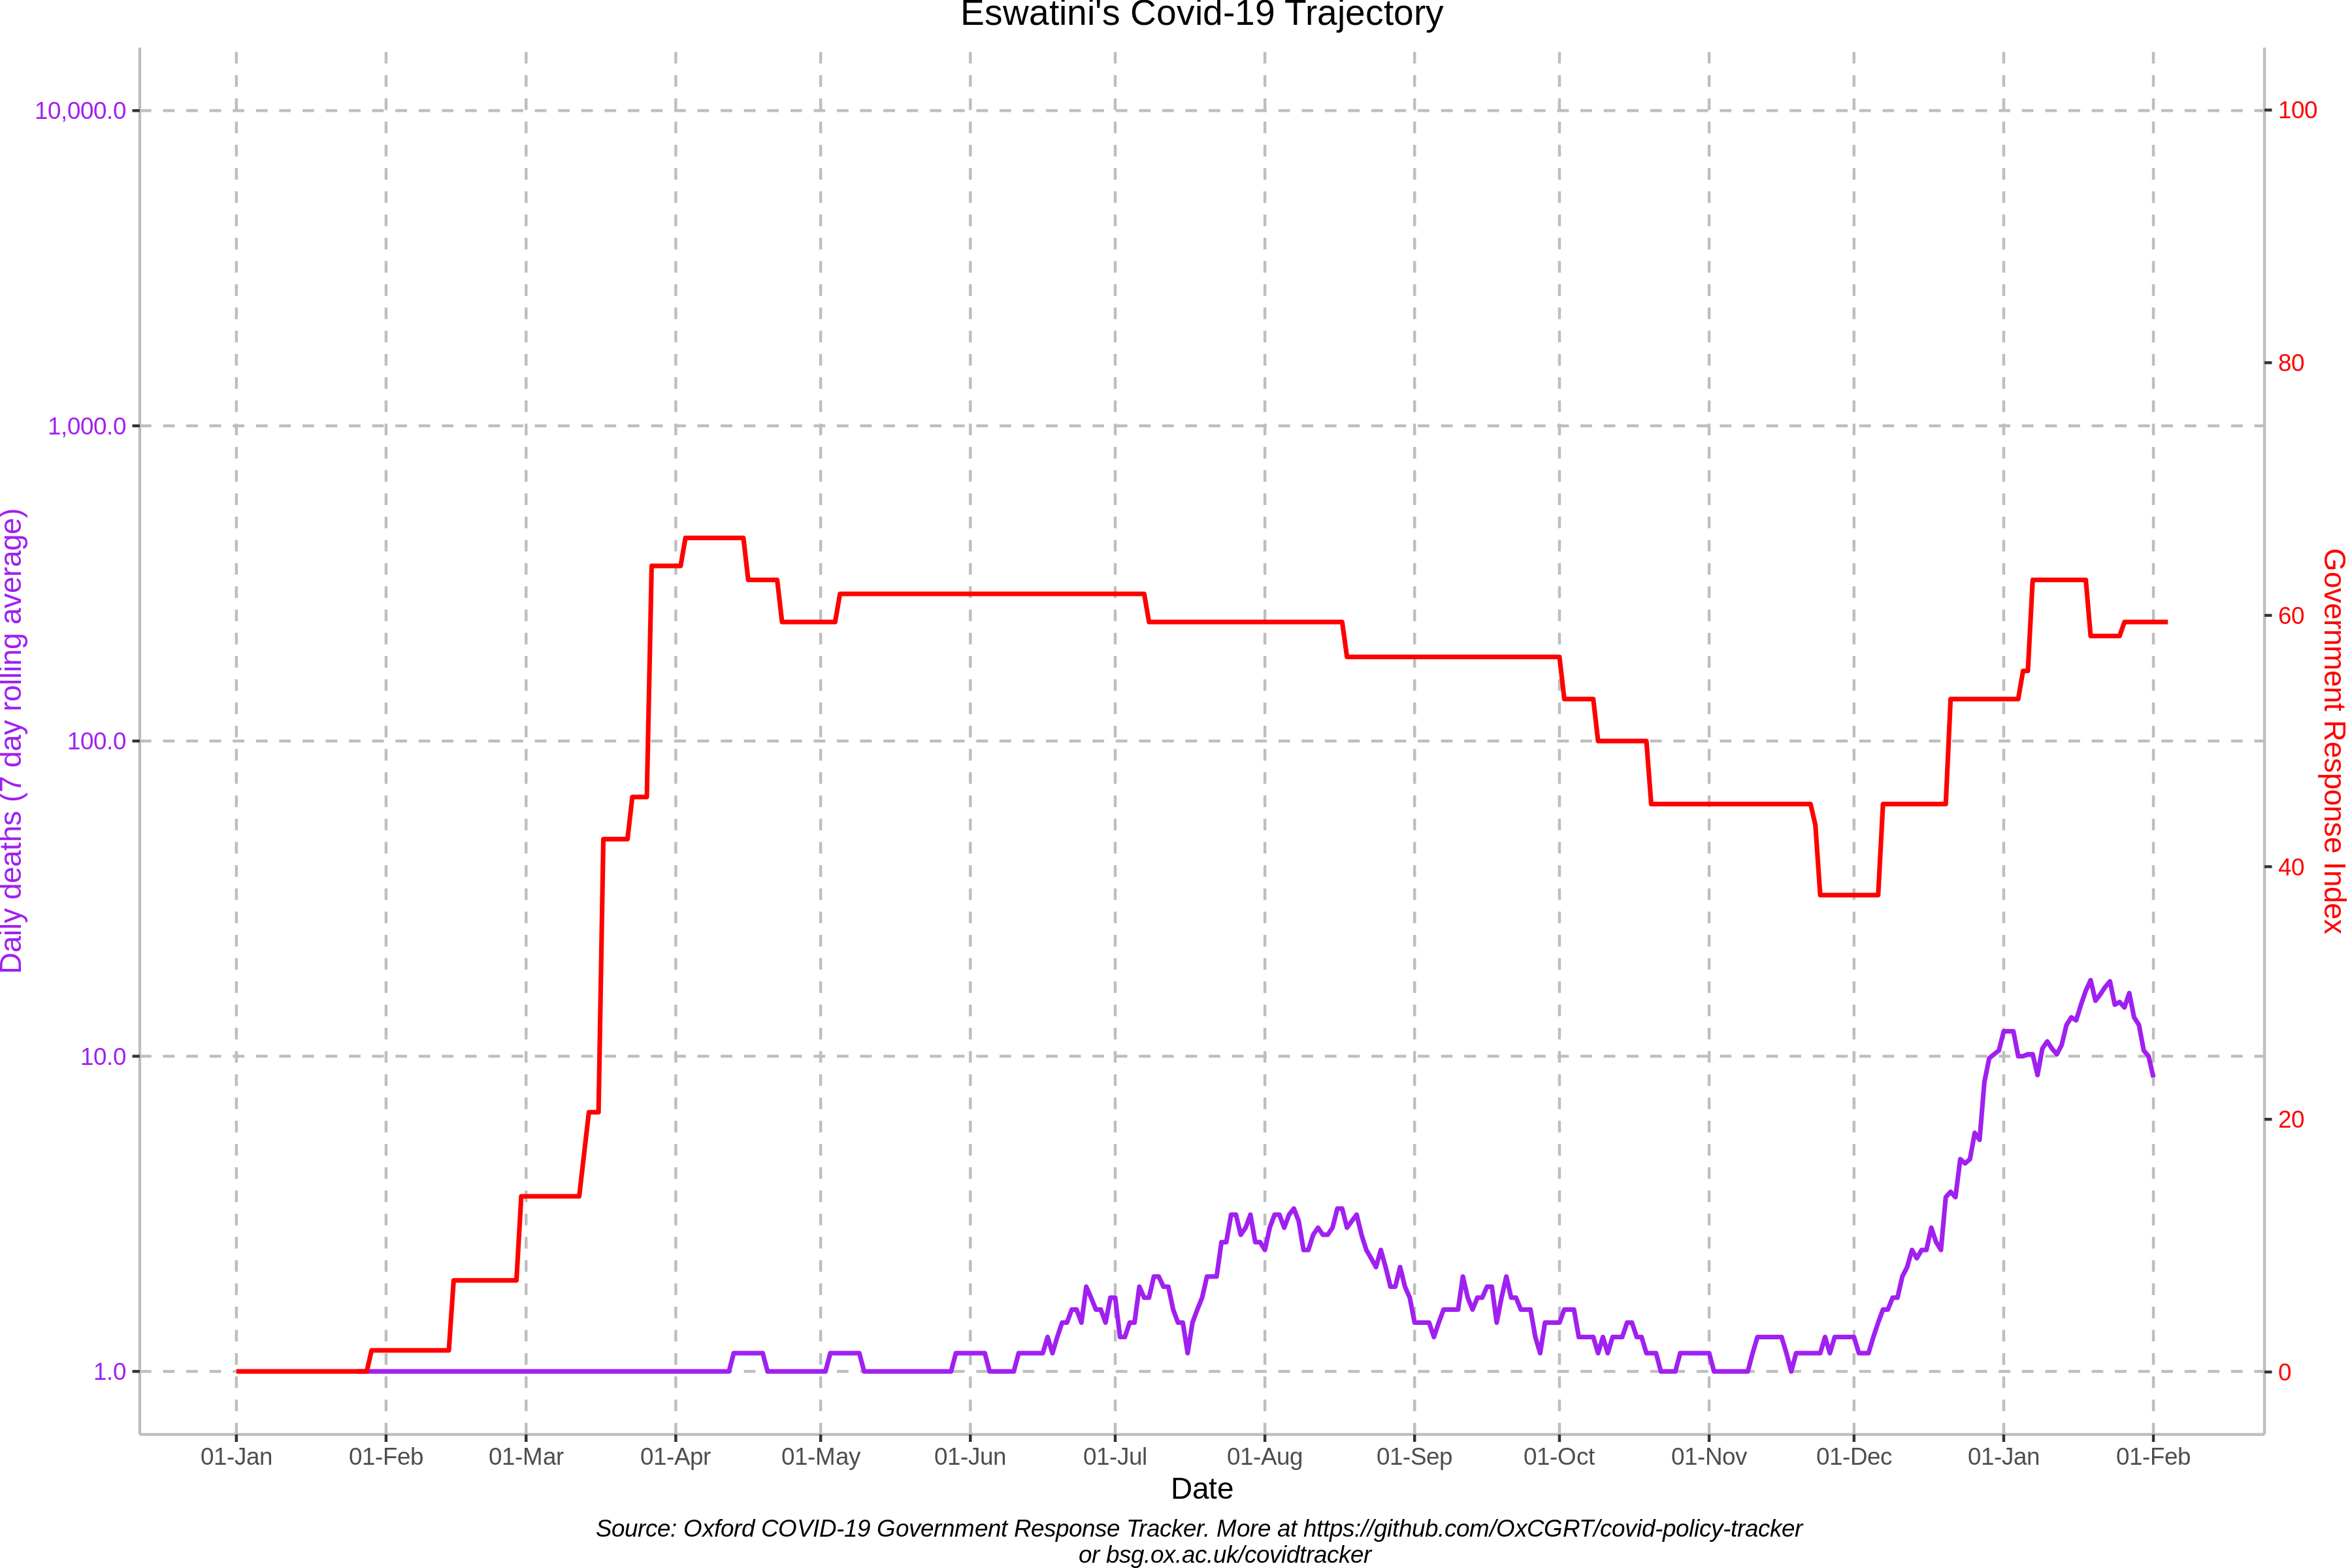 Eswatini's Covid-19 Trajectory
10,000.0
1,000.0
100.0
10.0
1.0
Daily deaths (7 day rolling average)
100
80
60
40
20
0
Government Response Index
01-Jan 01-Feb 01-Mar 01-Apr 01-May 01-Jun 01-Jul 01-Aug 01-Sep 01-Oct 01-Nov 01-Dec 01-Jan 01-Feb
Date
Source: Oxford COVID-19 Government Response Tracker. More at https://github.com/OxCGRT/covid-policy-tracker
or bsg.ox.ac.uk/covidtracker